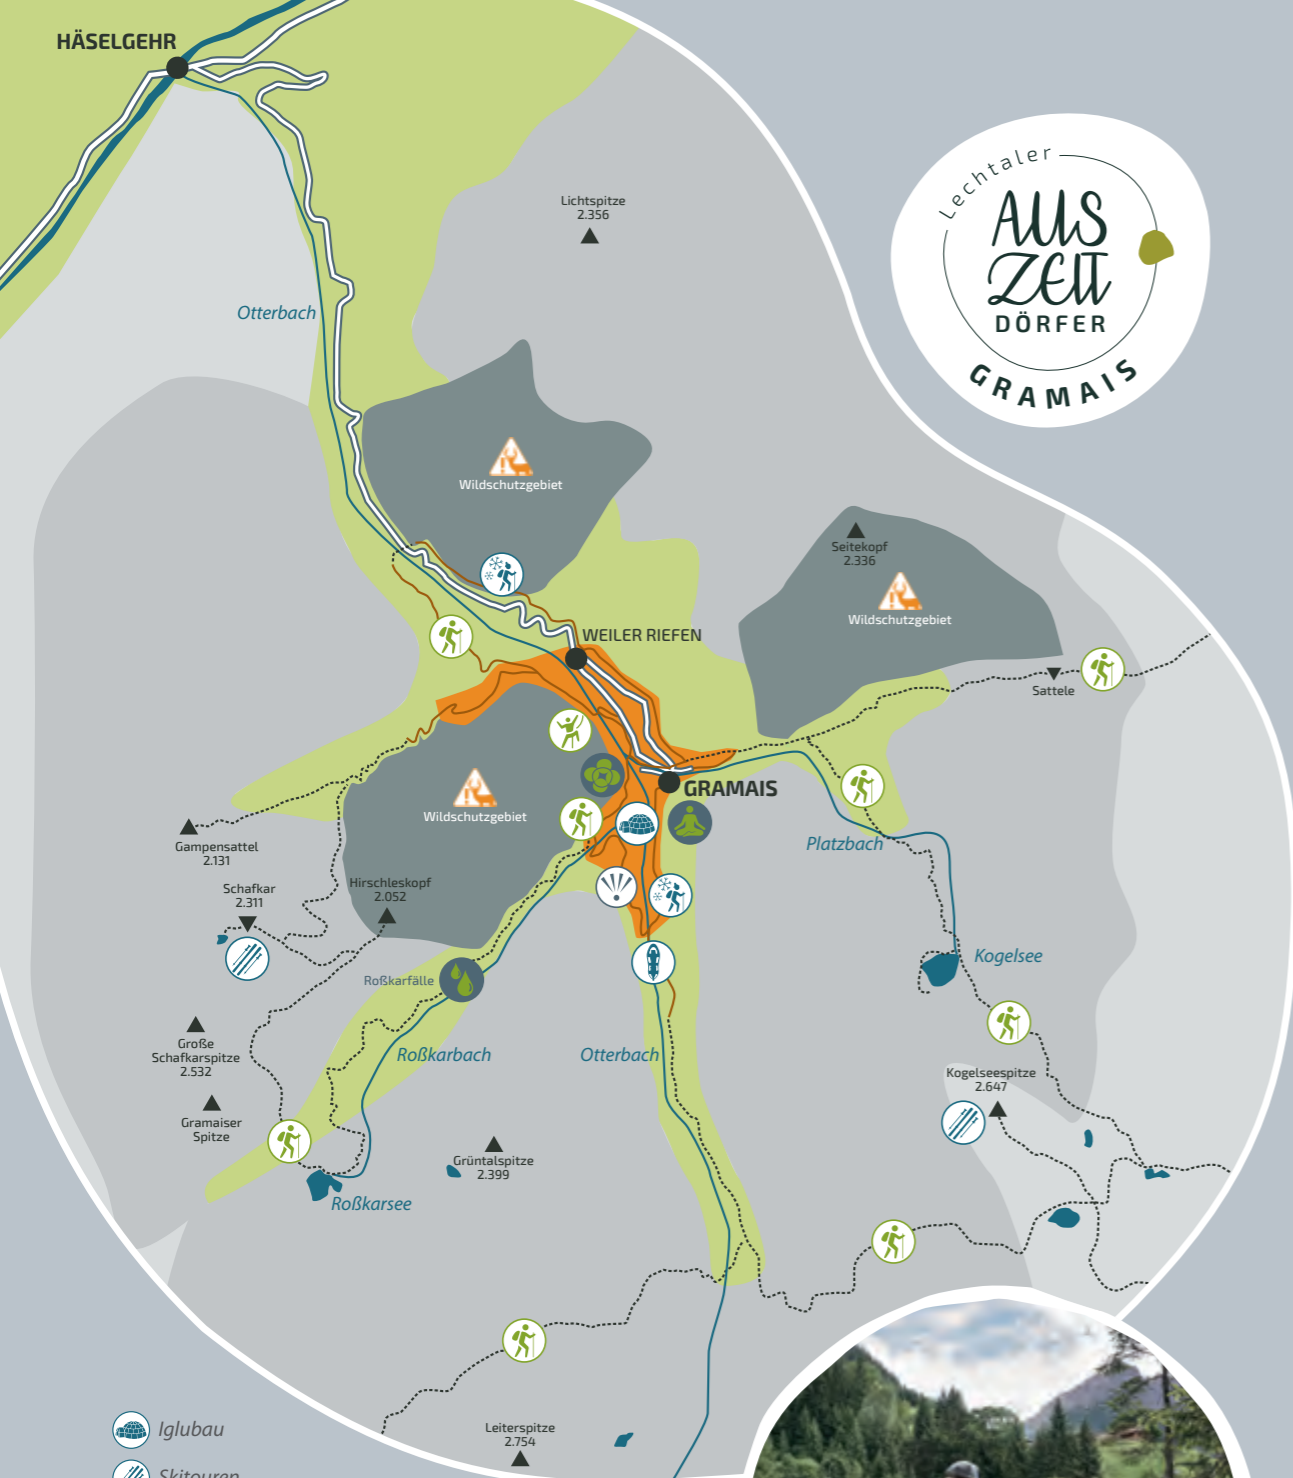 HÄSELGEHR
Lichtspitze
2.356
Lechtaler
AUS
ZEIT
DÖRFER
GRAMAIS
Otterbach
Wildschutzgebiet
Seitekopf
2.336
Wildschutzgebiet
WEILER RIEFEN
Sattele
Wildschutzgebiet
GRAMAIS
Platzbach
Gampensattel
2.131
Schafkar
2.311
Hirschleskopf
2.052
Kogelsee
Roßkarfälle
Große
Schafkarspitze
2.532
Roßkarbach
Otterbach
Kogelseespitze
2.647
Gramaiser
Spitze
Grüntalspitze
2.399
Roßkarsee
Leiterspitze
2.754
Iglubau
Skitouren